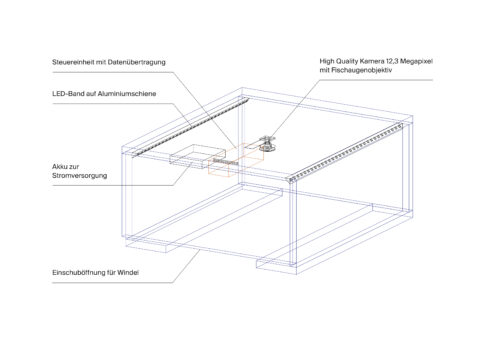 Steuereinheit mit Datenübertragung
High Quality Kamera 12,3 Megapixel
mit Fischaugenobjektiv
LED-Band auf Aluminiumschiene
Akku zur
Stromversorgung
Einschuböffnung für Windel